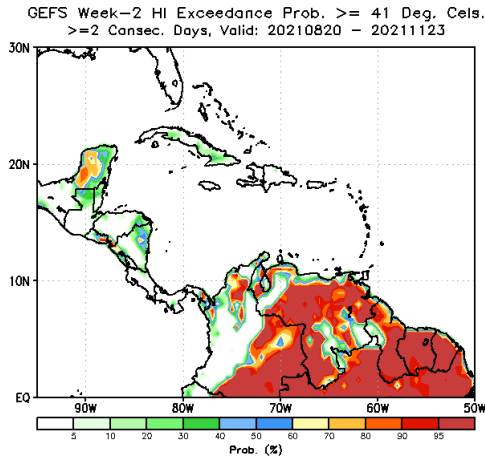 GEFS Week-2 HI Exceedance Prob. >= 41 Deg. Cels.
>=2 Cansec. Days, Valid: 20210820 - 20211123
30N
20N
10N
EQ
90W 80W 70W 60W 50W
5 10 20 30 40 50 60 70 80 90 95
Prob. (%)